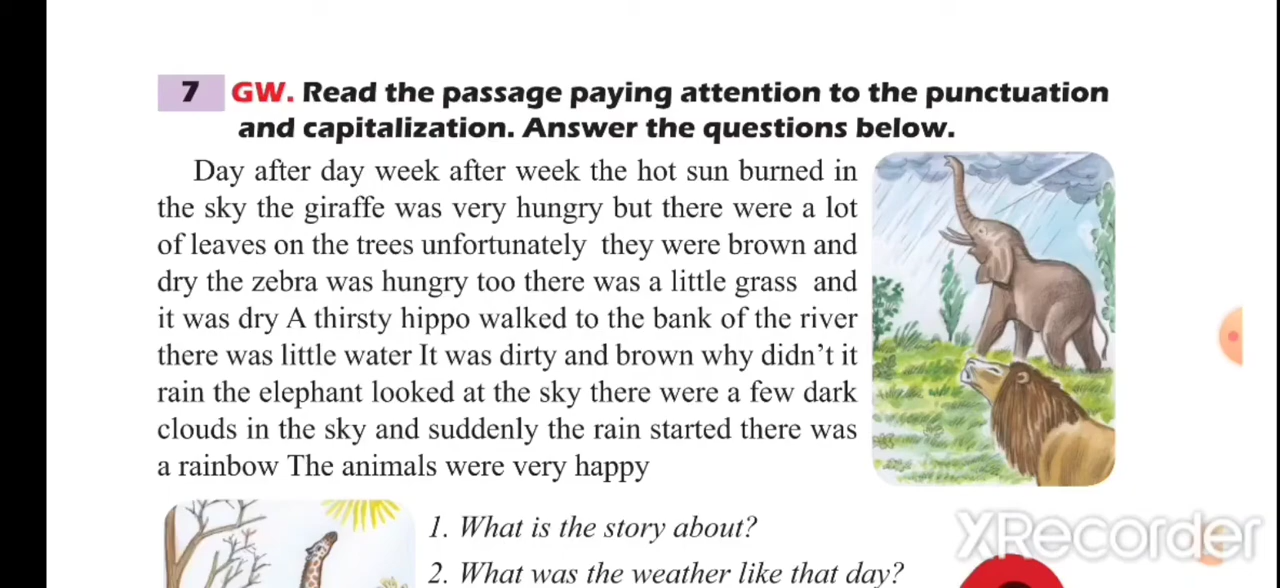 7 GW. Read the passage paying attention to the punctuation
and capitalization. Answer the questions below.
Day after day week after week the hot sun burned in
the sky the giraffe was very hungry but there were a lot
of leaves on the trees unfortunately they were brown and
dry the zebra was hungry too there was a little grass and
it was dry A thirsty hippo walked to the bank of the river
there was little water It was dirty and brown why didn’t it
rain the elephant looked at the sky there were a few dark
clouds in the sky and suddenly the rain started there was
a rainbow The animals were very happy
1. What is the story about?
2. What was the weather like that day?
XRecorder